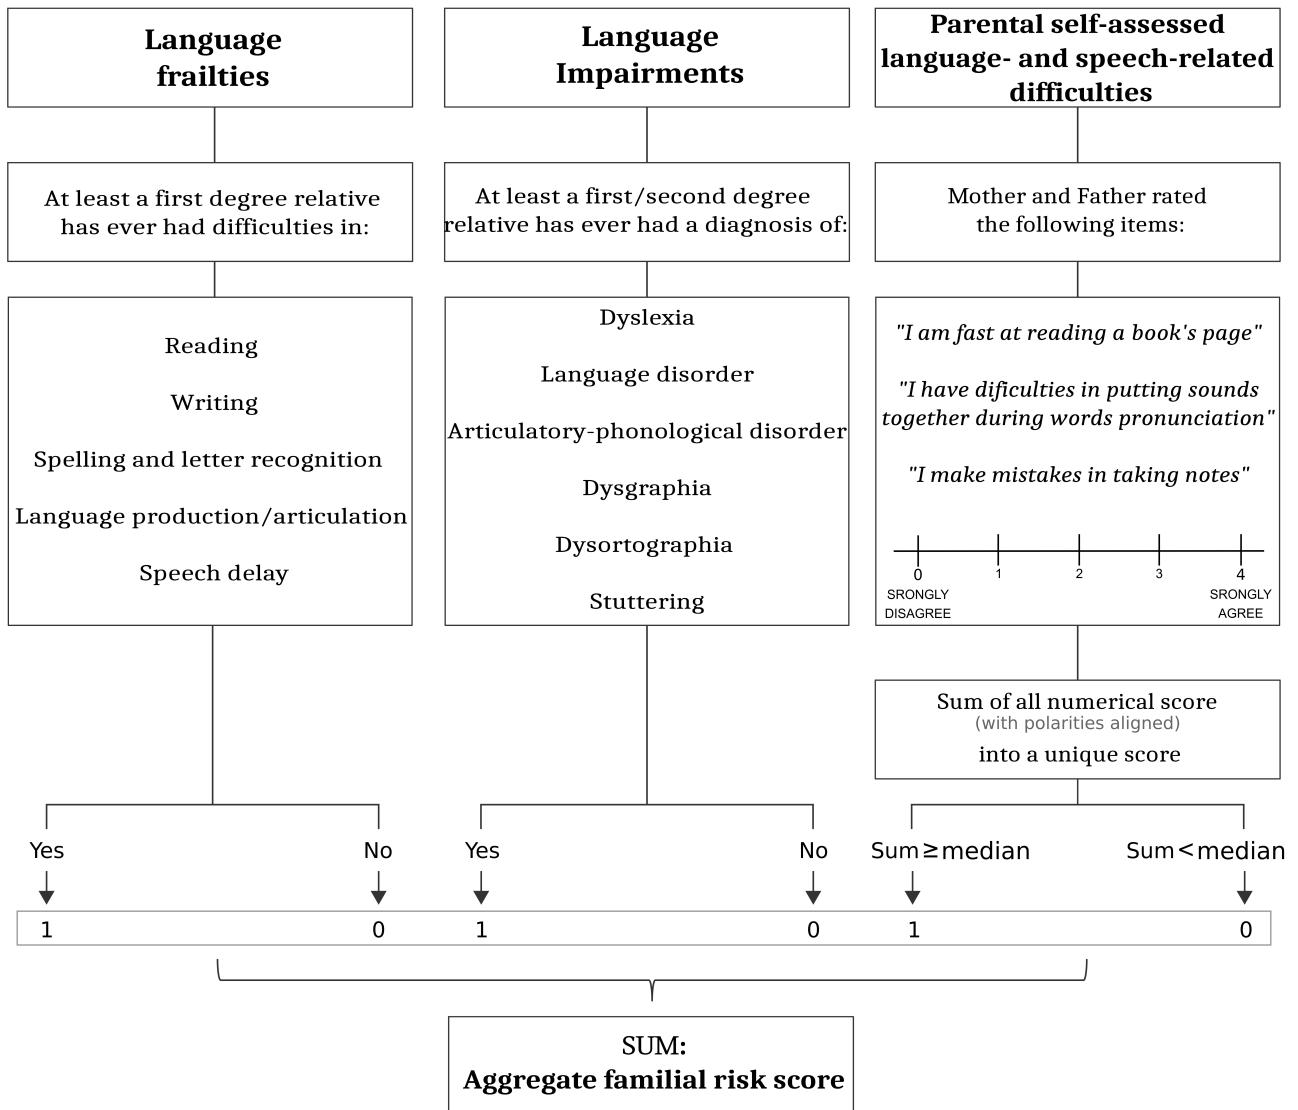 Language
frailties
At least a first degree relative
has ever had difficulties in:
Reading
Writing
Spelling and letter recognition
Language production/articulation
Speech delay
Yes
No
1
0
Language
Impairments
At least a first/second degree
relative has ever had a diagnosis of:
Dyslexia
Language disorder
Articulatory-phonological disorder
Dysgraphia
Dysortographia
Stuttering
Yes
No
1
0
Parental self-assessed
language- and speech-related
difficulties
Mother and Father rated
the following items:
"I am fast at reading a book's page"
"I have dificulties in putting sounds
together during words pronunciation"
"I make mistakes in taking notes"
0 1 2 3 4
SRONGLY DISAGREE
SRONGLY AGREE
Sum of all numerical score
(with polarities aligned)
into a unique score
Sum≥median
Sum<median
1
0
SUM:
Aggregate familial risk score